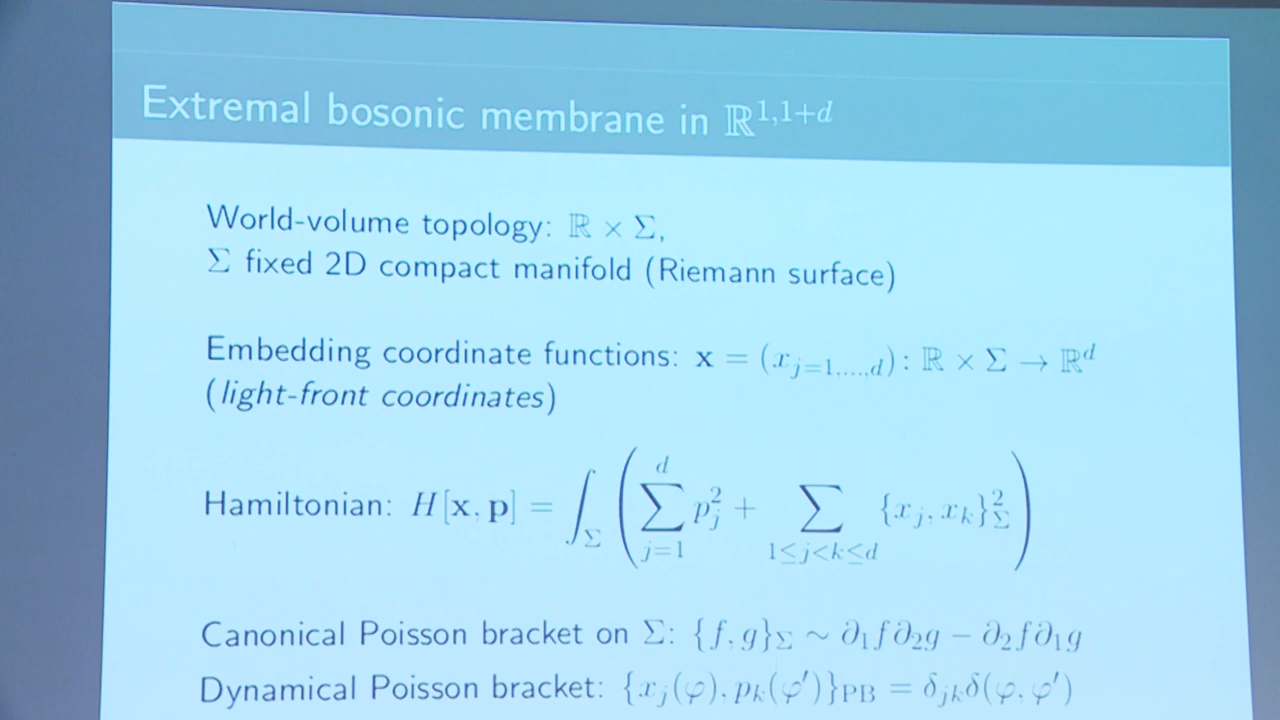 Extremal bosonic membrane in ℝ^{1,1+d}
World-volume topology: ℝ × Σ,
Σ fixed 2D compact manifold (Riemann surface)
Embedding coordinate functions: x = (x_{j=1,...,d}) : ℝ × Σ → ℝ^d
(light-front coordinates)
Hamiltonian: H[x, p] = ∫_Σ ( ∑_{j=1}^{d} p_j^2 + ∑_{1≤j<k≤d} {x_j, x_k}_Σ^2 )
Canonical Poisson bracket on Σ: {f, g}_Σ ∼ ∂_1 f ∂_2 g − ∂_2 f ∂_1 g
Dynamical Poisson bracket: {x_j(φ), p_k(φ′)}_PB = δ_{jk} δ(φ, φ′)